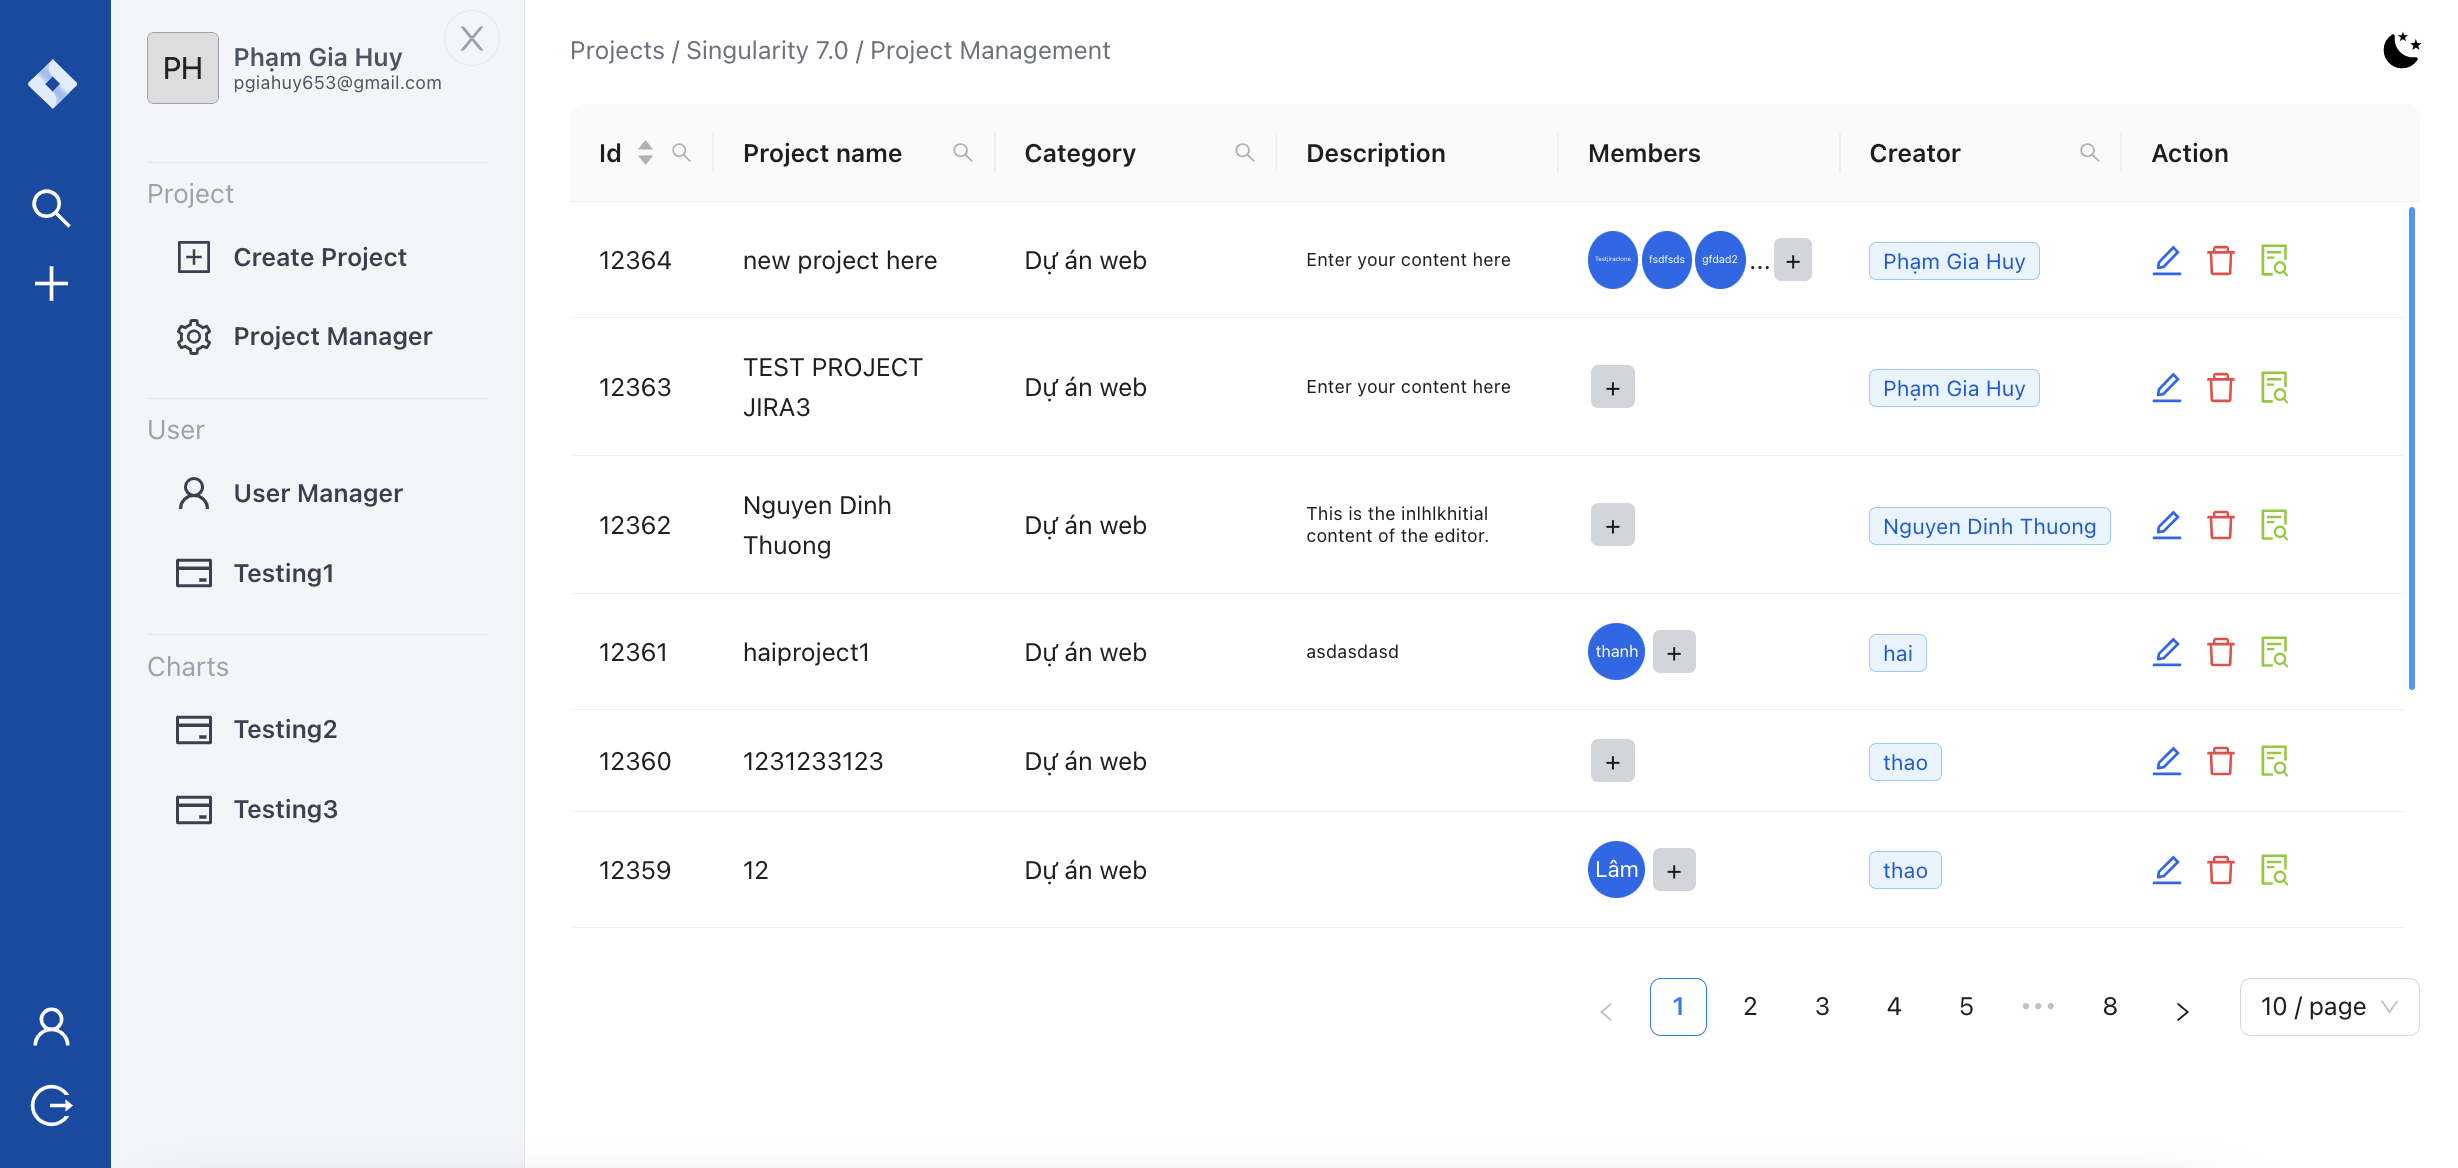 PH
Phạm Gia Huy
pgiahuy653@gmail.com
X
Project
Create Project
Project Manager
User
User Manager
Testing1
Charts
Testing2
Testing3
Projects / Singularity 7.0 / Project Management
Id Project name Category Description Members Creator Action
12364 new project here Dự án web Enter your content here Testjiraclone fsdfsds gfdad2 ... + Phạm Gia Huy
12363 TEST PROJECT JIRA3 Dự án web Enter your content here + Phạm Gia Huy
12362 Nguyen Dinh Thuong Dự án web This is the inlhlkhitial content of the editor. + Nguyen Dinh Thuong
12361 haiproject1 Dự án web asdasdasd thanh + hai
12360 1231233123 Dự án web + thao
12359 12 Dự án web Lâm + thao
< 1 2 3 4 5 ••• 8 > 10 / page